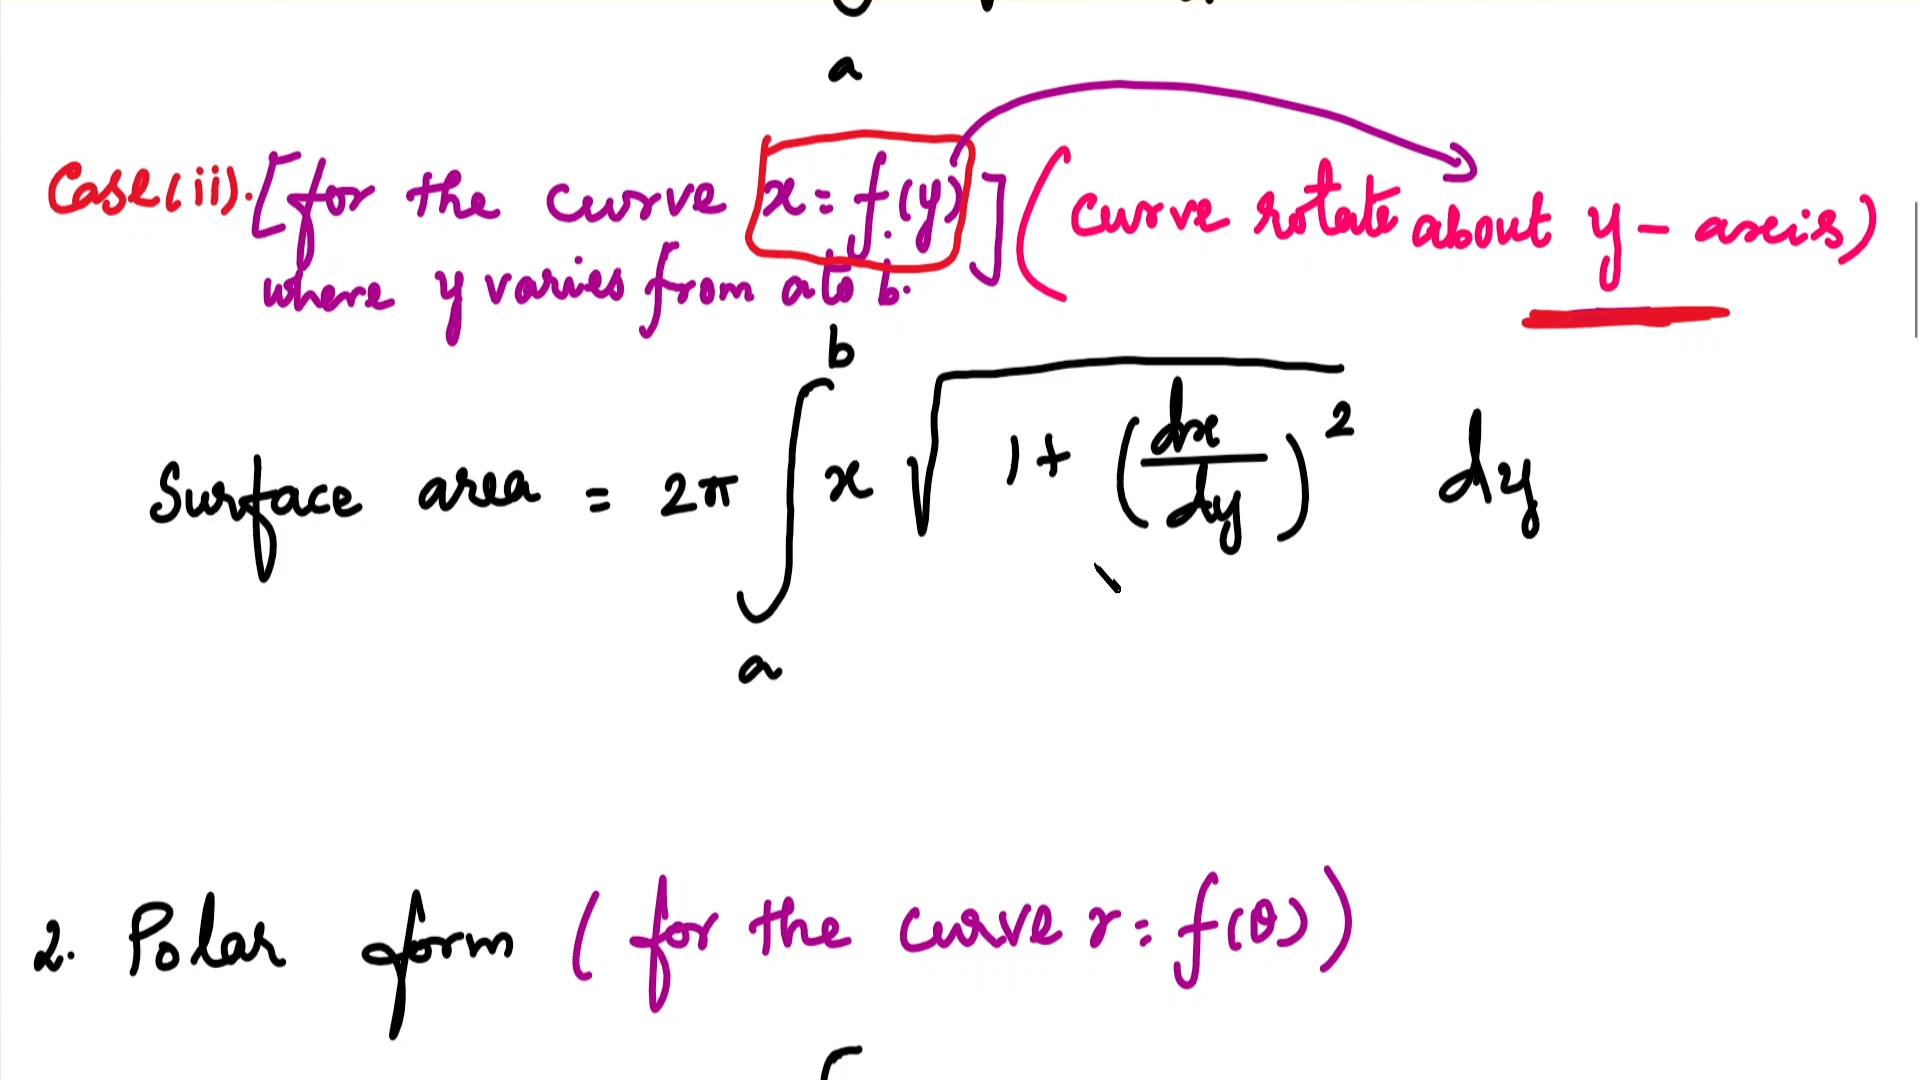 a
Case(ii). [for the curve x = f(y)] (curve rotate about y-axis)
where y varies from a to b.
Surface area = 2π ∫_a^b x √(1 + (dx/dy)^2) dy
2. Polar form (for the curve r = f(θ))